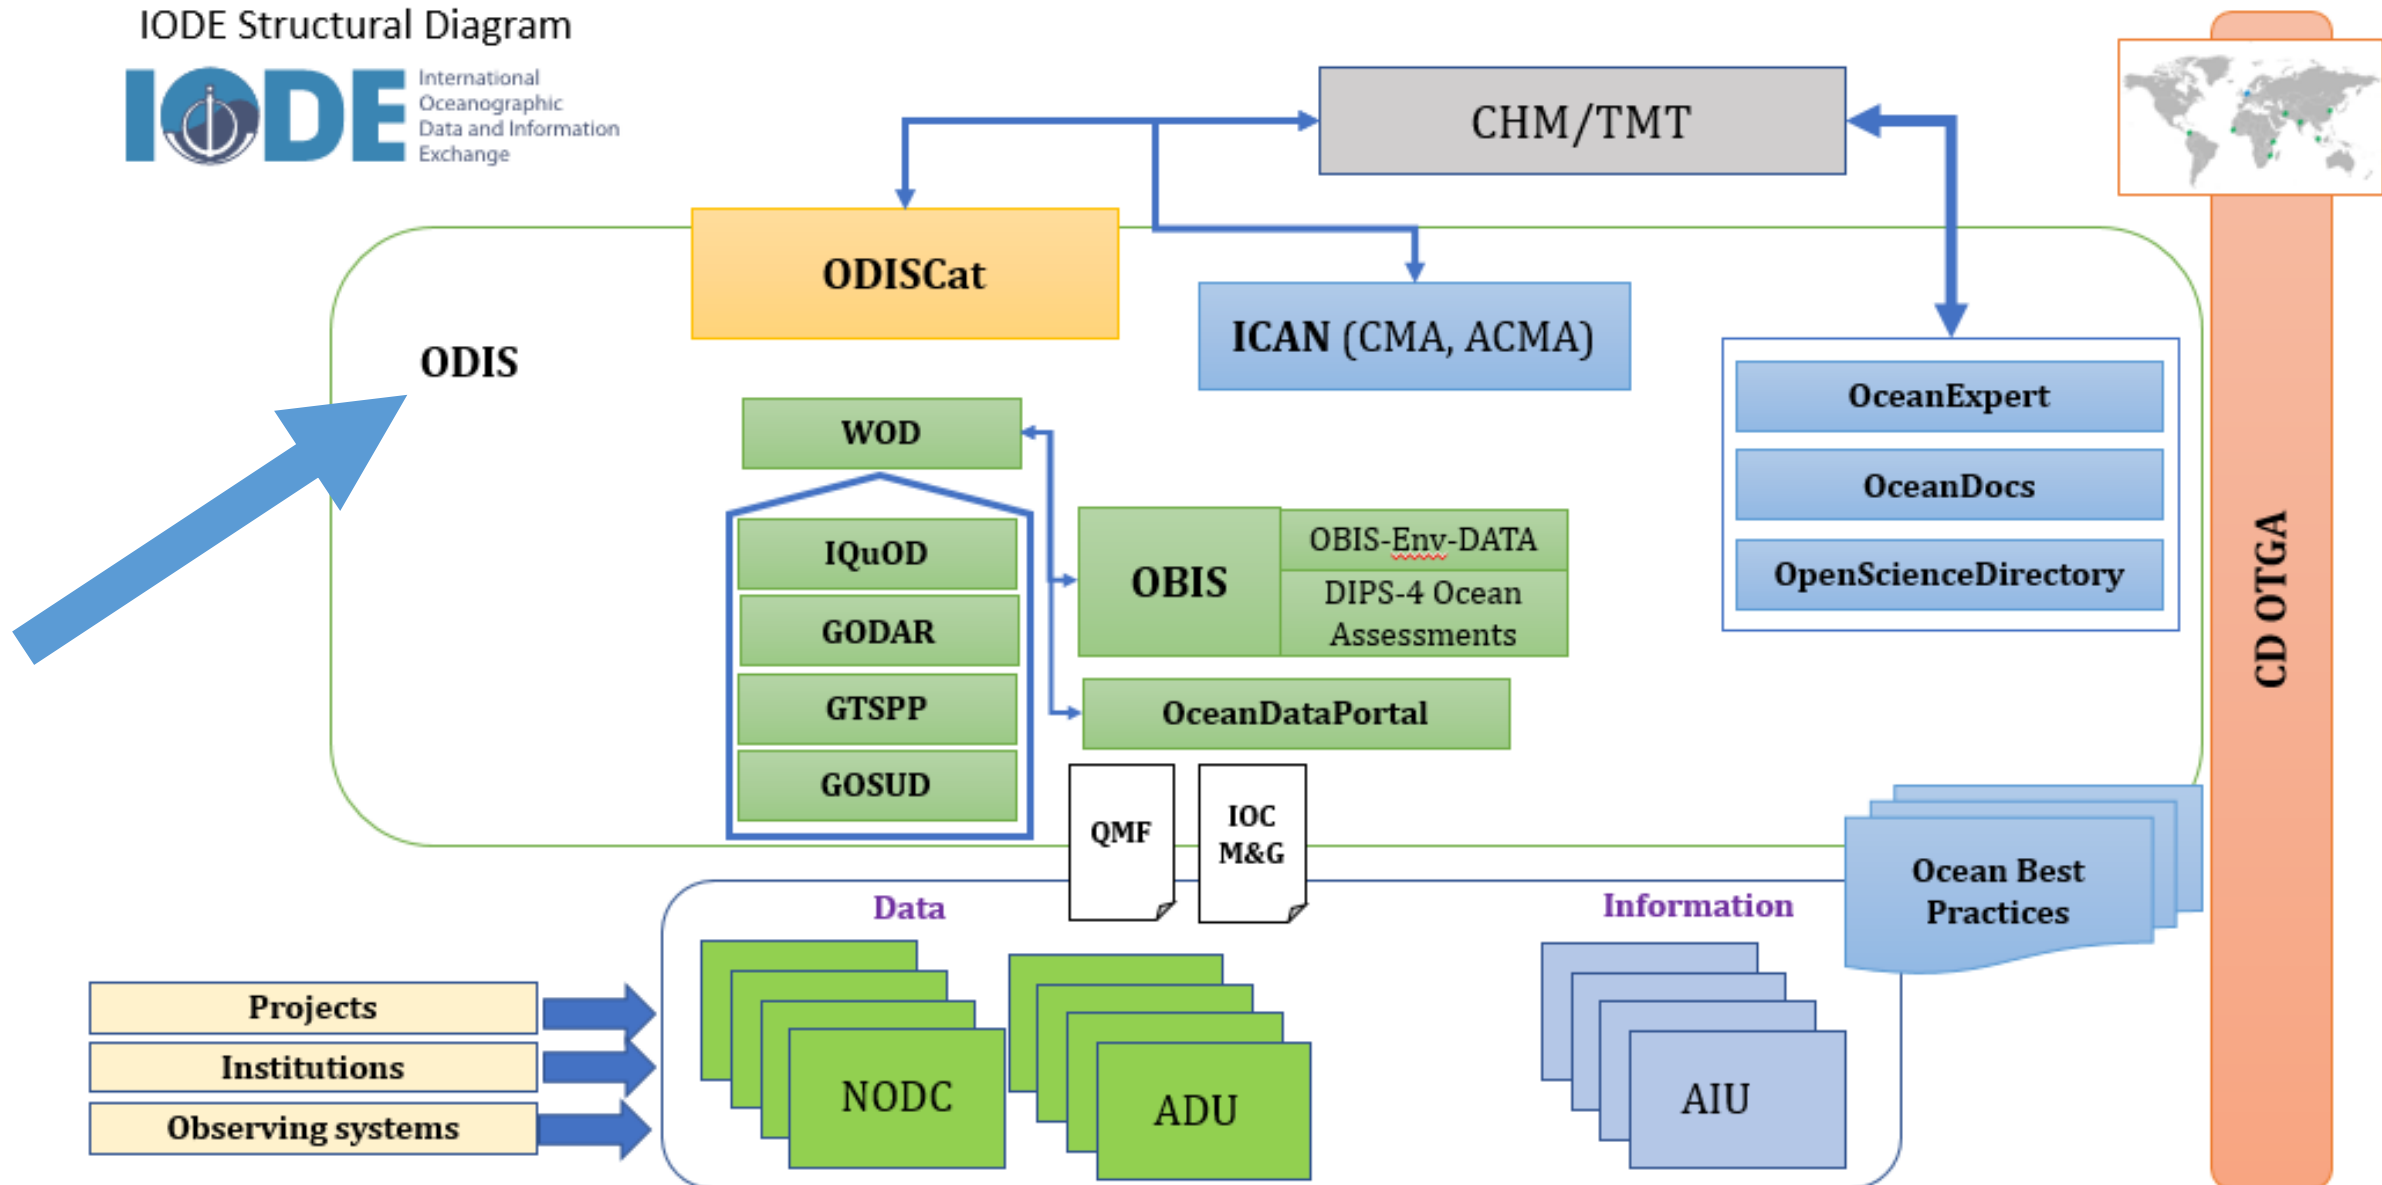 IODE Structural Diagram
IODE
International
Oceanographic
Data and Information
Exchange
CHM/TMT
ODISCat
ICAN (CMA, ACMA)
ODIS
OceanExpert
OceanDocs
OpenScienceDirectory
WOD
IQuOD
GODAR
GTSPP
GOSUD
OBIS
OBIS-Env-DATA
DIPS-4 Ocean
Assessments
OceanDataPortal
QMF
IOC
M&G
Ocean Best
Practices
CD OTGA
Data
Information
Projects
Institutions
Observing systems
NODC
ADU
AIU